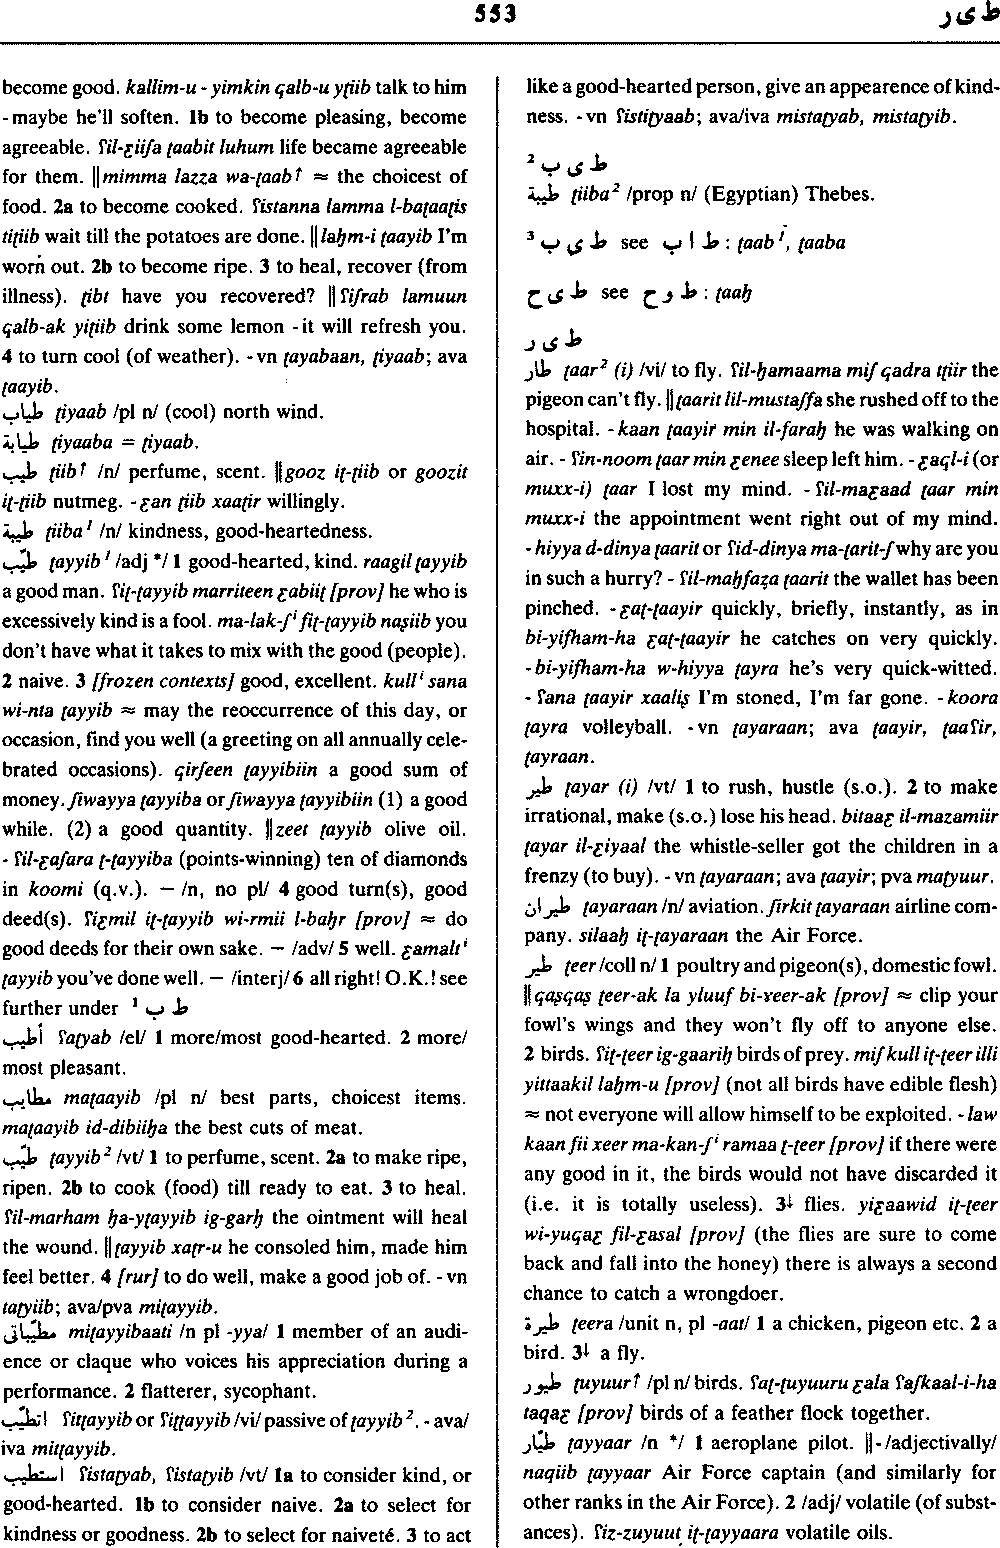 553
ط ی ر
become good. kallim-u - yimkin qalb-u yṭiib talk to him
- maybe he'll soften. 1b to become pleasing, become
agreeable. ʕil-ɛiiʃa ṭaabit luhum life became agreeable
for them. ‖mimma lazza wa-ṭaab↑ ≈ the choicest of
food. 2a to become cooked. ʕistanna lamma l-baṭaaṭis
tiṭiib wait till the potatoes are done. ‖laḥm-i ṭaayib I'm
worn out. 2b to become ripe. 3 to heal, recover (from
illness). ṭibt have you recovered? ‖ʕiʃrab lamuun
qalb-ak yiṭiib drink some lemon - it will refresh you.
4 to turn cool (of weather). - vn ṭayabaan, ṭiyaab; ava
ṭaayib.
طياب ṭiyaab /pl n/ (cool) north wind.
طيابة ṭiyaaba = ṭiyaab.
طيب ṭiib↑ /n/ perfume, scent. ‖gooz iṭ-ṭiib or goozit
iṭ-ṭiib nutmeg. - ɛan ṭiib xaaṭir willingly.
طيبة ṭiiba¹ /n/ kindness, good-heartedness.
طيّب ṭayyib¹ /adj */ 1 good-hearted, kind. raagil ṭayyib
a good man. ʕiṭ-ṭayyib marriteen ɛabiiṭ [prov] he who is
excessively kind is a fool. ma-lak-ʃⁱ fiṭ-ṭayyib naṣiib you
don't have what it takes to mix with the good (people).
2 naive. 3 [frozen contexts] good, excellent. kullⁱ sana
wi-nta ṭayyib ≈ may the reoccurrence of this day, or
occasion, find you well (a greeting on all annually cele-
brated occasions). qirʃeen ṭayyibiin a good sum of
money. ʃiwayya ṭayyiba or ʃiwayya ṭayyibiin (1) a good
while. (2) a good quantity. ‖zeet ṭayyib olive oil.
- ʕil-ɛaʃara ṭ-ṭayyiba (points-winning) ten of diamonds
in koomi (q.v.). — /n, no pl/ 4 good turn(s), good
deed(s). ʕiɛmil iṭ-ṭayyib wi-rmii l-baḥr [prov] ≈ do
good deeds for their own sake. — /adv/ 5 well. ɛamaltⁱ
ṭayyib you've done well. — /interj/ 6 all right! O.K.! see
further under ط ب ¹
أطيب ʕaṭyab /el/ 1 more/most good-hearted. 2 more/
most pleasant.
مطايب maṭaayib /pl n/ best parts, choicest items.
maṭaayib id-dibiiḥa the best cuts of meat.
طيّب ṭayyib² /vt/ 1 to perfume, scent. 2a to make ripe,
ripen. 2b to cook (food) till ready to eat. 3 to heal.
ʕil-marham ḥa-yṭayyib ig-garḥ the ointment will heal
the wound. ‖ṭayyib xaṭr-u he consoled him, made him
feel better. 4 [rur] to do well, make a good job of. - vn
taṭyiib; ava/pva miṭayyib.
مطيّباتى miṭayyibaati /n pl -yya/ 1 member of an audi-
ence or claque who voices his appreciation during a
performance. 2 flatterer, sycophant.
اتطيّب ʕitṭayyib or ʕiṭṭayyib /vi/ passive of ṭayyib². - ava/
iva mitṭayyib.
استطيب ʕistaṭyab, ʕistaṭyib /vt/ 1a to consider kind, or
good-hearted. 1b to consider naive. 2a to select for
kindness or goodness. 2b to select for naiveté. 3 to act
like a good-hearted person, give an appearence of kind-
ness. - vn ʕistiṭyaab; ava/iva mistaṭyab, mistaṭyib.
ط ی ب ²
طيبة ṭiiba² /prop n/ (Egyptian) Thebes.
ط ی ب ³ see ط ا ب : ṭaab¹, ṭaaba
ط ی ح see ط و ح : ṭaaḥ
ط ی ر
طار ṭaar² (i) /vi/ to fly. ʕil-ḥamaama miʃ qadra tṭiir the
pigeon can't fly. ‖ṭaarit lil-mustaʃfa she rushed off to the
hospital. - kaan ṭaayir min il-faraḥ he was walking on
air. - ʕin-noom ṭaar min ɛenee sleep left him. - ɛaql-i (or
muxx-i) ṭaar I lost my mind. - ʕil-maɛaad ṭaar min
muxx-i the appointment went right out of my mind.
- hiyya d-dinya ṭaarit or ʕid-dinya ma-ṭarit-ʃ why are you
in such a hurry? - ʕil-maḥfaẓa ṭaarit the wallet has been
pinched. - ɛaṭ-ṭaayir quickly, briefly, instantly, as in
bi-yifham-ha ɛaṭ-ṭaayir he catches on very quickly.
- bi-yifham-ha w-hiyya ṭayra he's very quick-witted.
- ʕana ṭaayir xaaliṣ I'm stoned, I'm far gone. - koora
ṭayra volleyball. - vn ṭayaraan; ava ṭaayir, ṭaaʕir,
ṭayraan.
طير ṭayar (i) /vt/ 1 to rush, hustle (s.o.). 2 to make
irrational, make (s.o.) lose his head. bitaaɛ il-mazamiir
ṭayar il-ɛiyaal the whistle-seller got the children in a
frenzy (to buy). - vn ṭayaraan; ava ṭaayir; pva maṭyuur.
طيران ṭayaraan /n/ aviation. ʃirkit ṭayaraan airline com-
pany. silaaḥ iṭ-ṭayaraan the Air Force.
طير ṭeer /coll n/ 1 poultry and pigeon(s), domestic fowl.
‖qaṣqaṣ ṭeer-ak la yluuf bi-ɤeer-ak [prov] ≈ clip your
fowl's wings and they won't fly off to anyone else.
2 birds. ʕiṭ-ṭeer ig-gaariḥ birds of prey. miʃ kull iṭ-ṭeer illi
yittaakil laḥm-u [prov] (not all birds have edible flesh)
≈ not everyone will allow himself to be exploited. - law
kaan fii xeer ma-kan-ʃⁱ ramaa ṭ-ṭeer [prov] if there were
any good in it, the birds would not have discarded it
(i.e. it is totally useless). 3↓ flies. yiɛaawid iṭ-ṭeer
wi-yuqaɛ fil-ɛasal [prov] (the flies are sure to come
back and fall into the honey) there is always a second
chance to catch a wrongdoer.
طيرة ṭeera /unit n, pl -aat/ 1 a chicken, pigeon etc. 2 a
bird. 3↓ a fly.
طيور ṭuyuur↑ /pl n/ birds. ʕaṭ-ṭuyuuru ɛala ʕaʃkaal-i-ha
taqaɛ [prov] birds of a feather flock together.
طيّار ṭayyaar /n */ 1 aeroplane pilot. ‖- /adjectivally/
naqiib ṭayyaar Air Force captain (and similarly for
other ranks in the Air Force). 2 /adj/ volatile (of subst-
ances). ʕiz-zuyuut iṭ-ṭayyaara volatile oils.